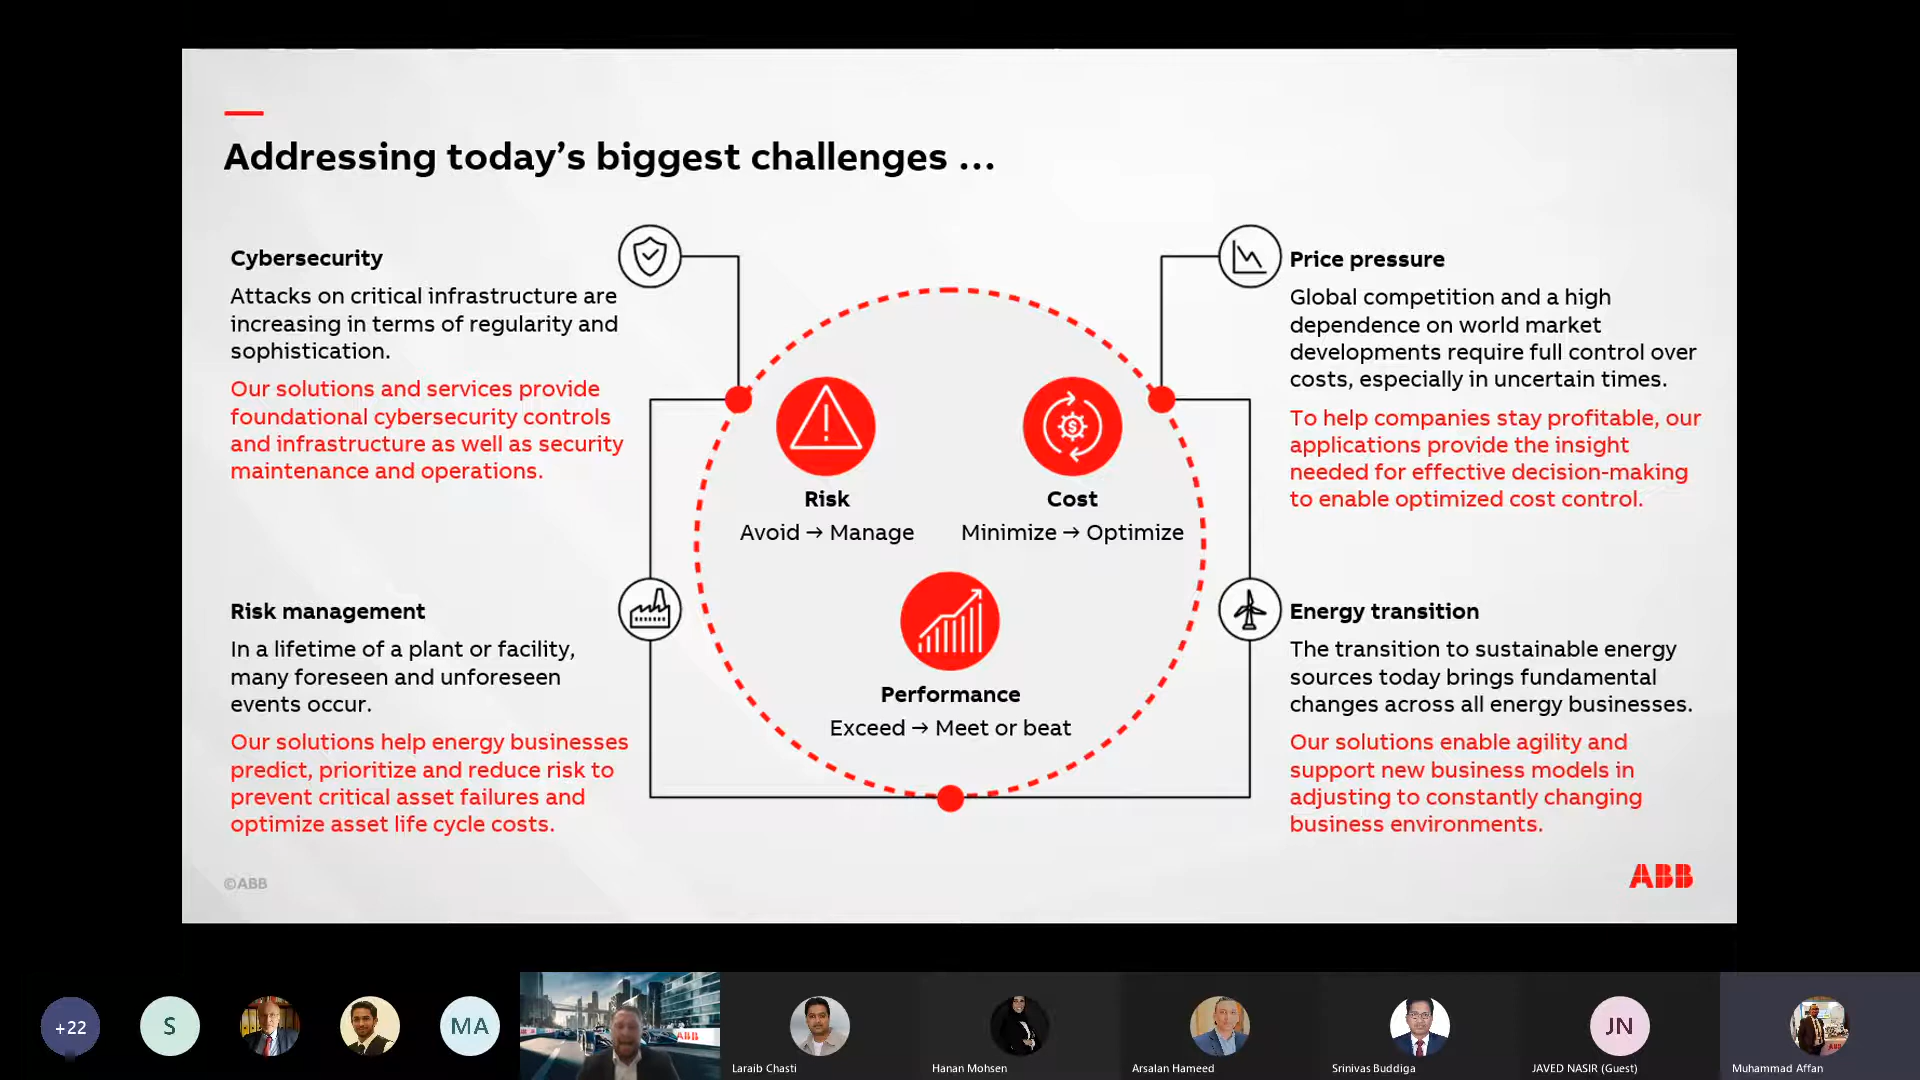 Addressing today's biggest challenges ...
Cybersecurity
Attacks on critical infrastructure are
increasing in terms of regularity and
sophistication.
Our solutions and services provide
foundational cybersecurity controls
and infrastructure as well as security
maintenance and operations.
Risk management
In a lifetime of a plant or facility,
many foreseen and unforeseen
events occur.
Our solutions help energy businesses
predict, prioritize and reduce risk to
prevent critical asset failures and
optimize asset life cycle costs.
Risk
Avoid → Manage
Cost
Minimize → Optimize
$
Performance
Exceed → Meet or beat
Price pressure
Global competition and a high
dependence on world market
developments require full control over
costs, especially in uncertain times.
To help companies stay profitable, our
applications provide the insight
needed for effective decision-making
to enable optimized cost control.
Energy transition
The transition to sustainable energy
sources today brings fundamental
changes across all energy businesses.
Our solutions enable agility and
support new business models in
adjusting to constantly changing
business environments.
©ABB
ABB
+22
S
MA
ABB
Laraib Chasti
Hanan Mohsen
Arsalan Hameed
Srinivas Buddiga
JN
JAVED NASIR (Guest)
Muhammad Affan